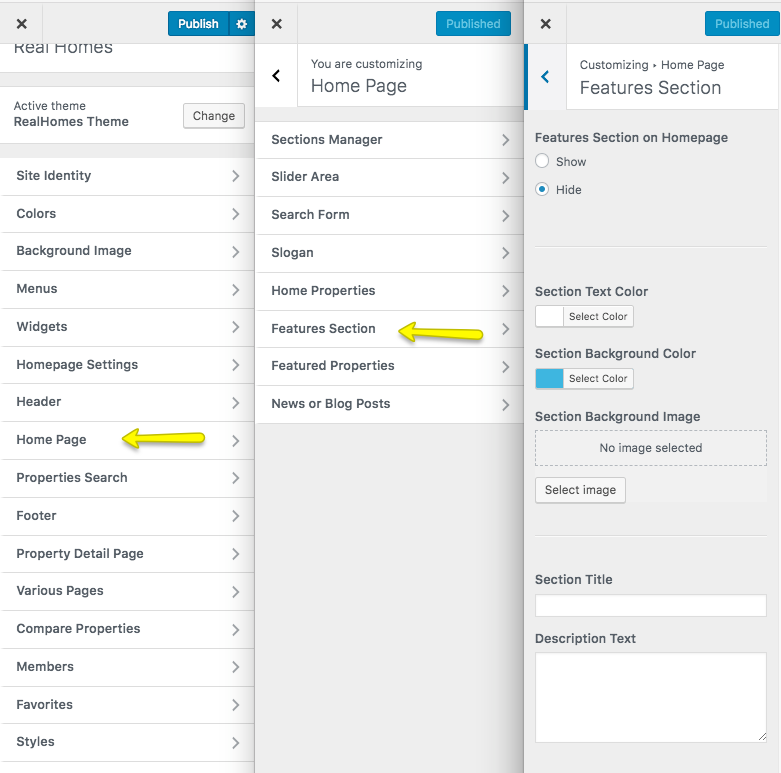 Publish
Real Homes
Active theme
RealHomes Theme
Change
Site Identity
Colors
Background Image
Menus
Widgets
Homepage Settings
Header
Home Page
Properties Search
Footer
Property Detail Page
Various Pages
Compare Properties
Members
Favorites
Styles
Published
You are customizing
Home Page
Sections Manager
Slider Area
Search Form
Slogan
Home Properties
Features Section
Featured Properties
News or Blog Posts
Published
Customizing ▸ Home Page
Features Section
Features Section on Homepage
Show
Hide
Section Text Color
Select Color
Section Background Color
Select Color
Section Background Image
No image selected
Select image
Section Title
Description Text